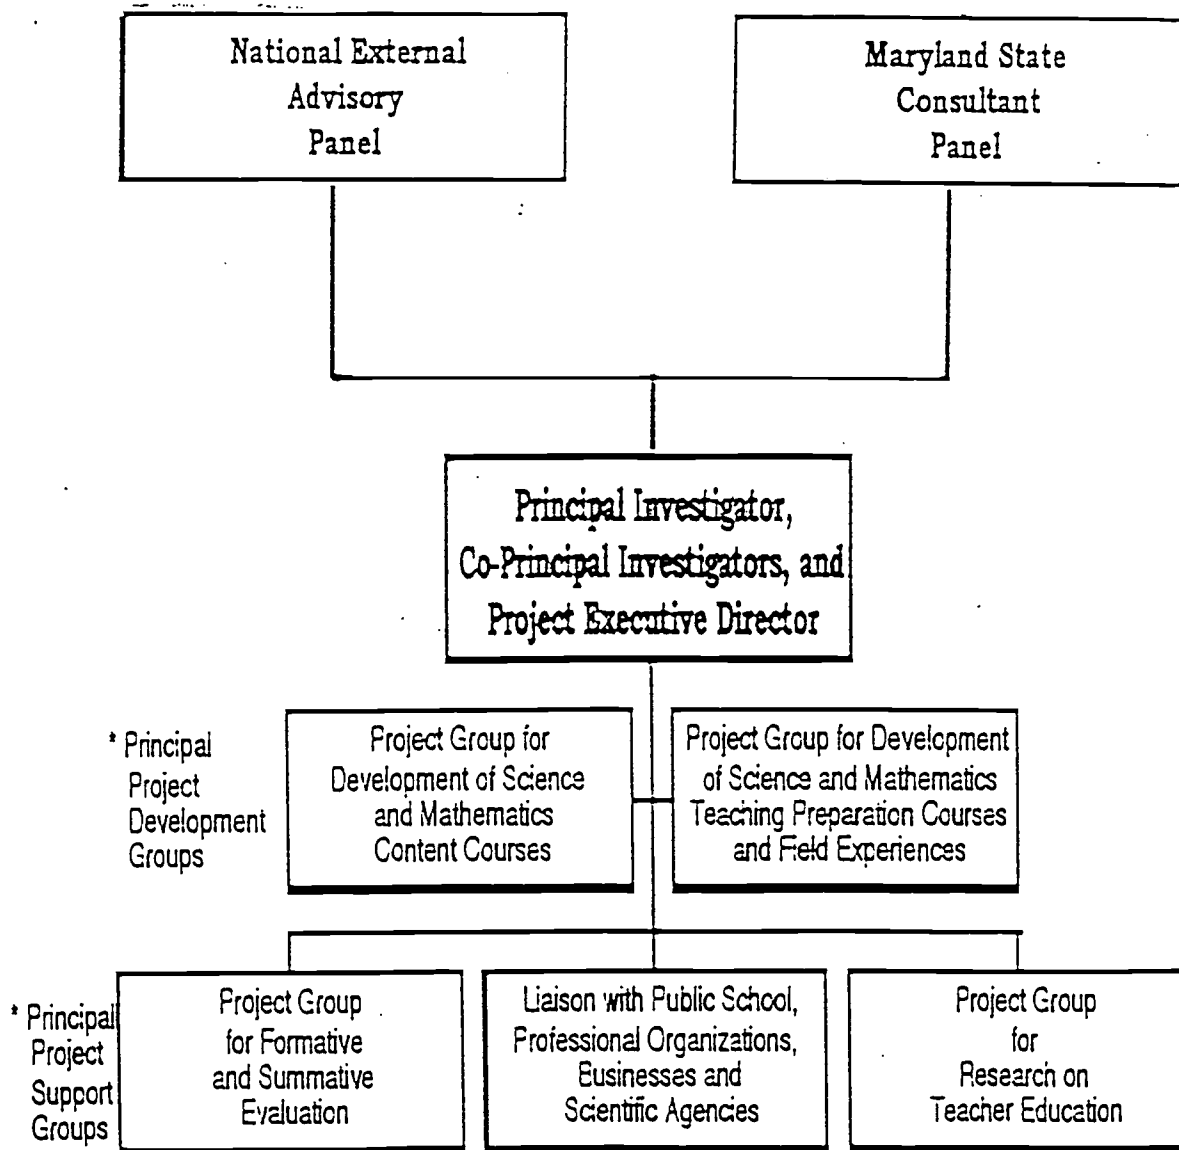 National External
Advisory
Panel
Maryland State
Consultant
Panel
Principal Investigator,
Co-Principal Investigators, and
Project Executive Director
* Principal
Project
Development
Groups
Project Group for
Development of Science
and Mathematics
Content Courses
Project Group for Development
of Science and Mathematics
Teaching Preparation Courses
and Field Experiences
* Principal
Project
Support
Groups
Project Group
for Formative
and Summative
Evaluation
Liaison with Public School,
Professional Organizations,
Businesses and
Scientific Agencies
Project Group
for
Research on
Teacher Education